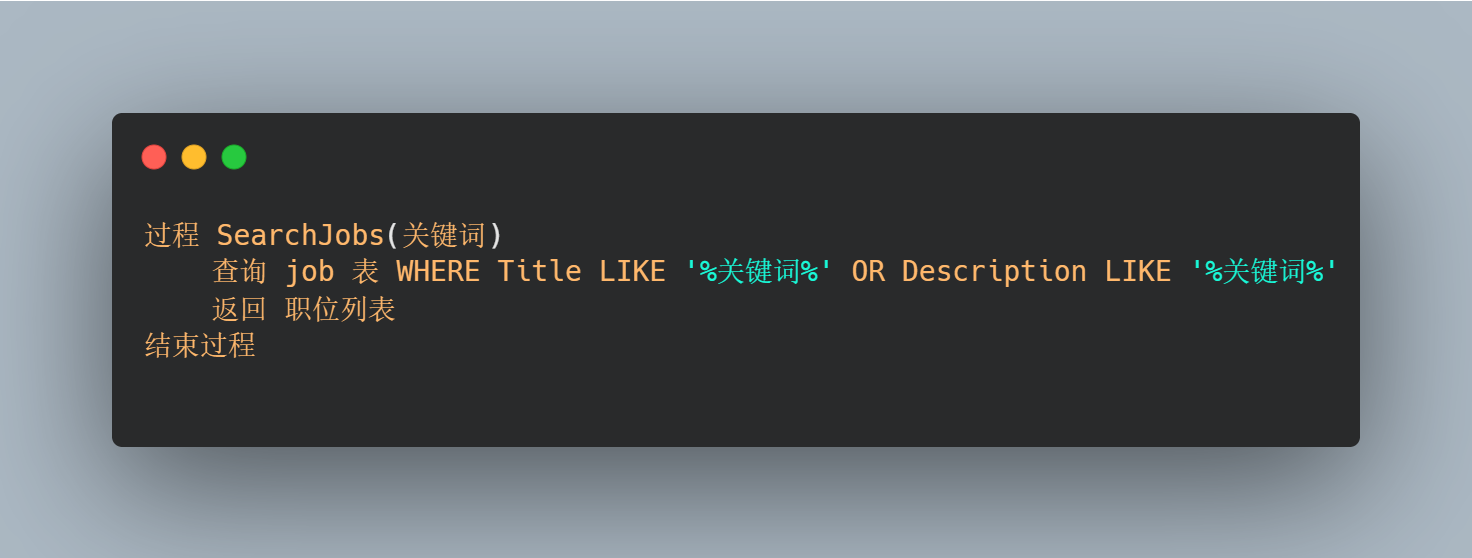 过程 SearchJobs(关键词)
    查询 job 表 WHERE Title LIKE '%关键词%' OR Description LIKE '%关键词%'
    返回 职位列表
结束过程